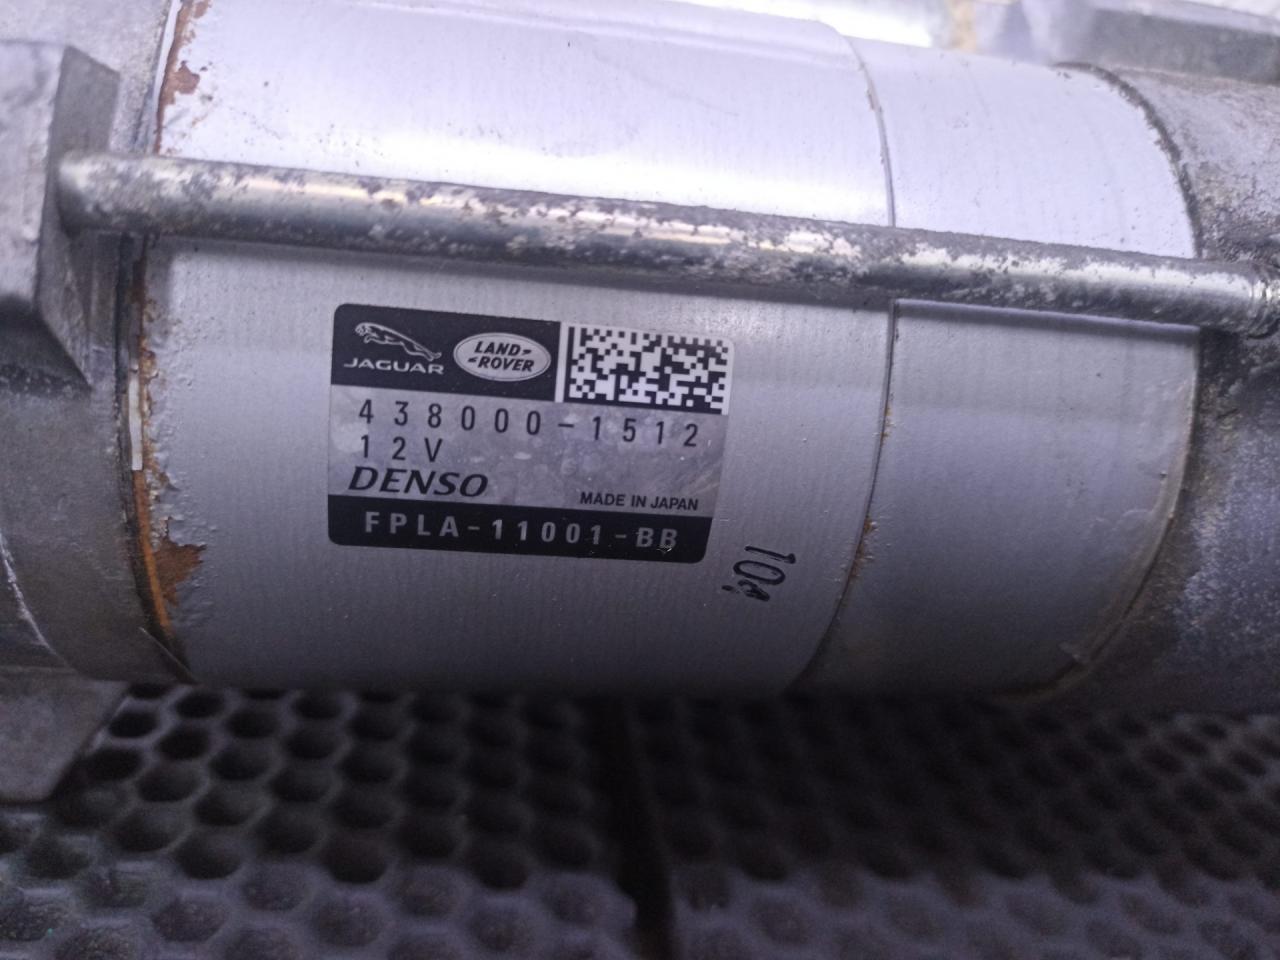 JAGUAR
LAND-
-ROVER
438000-1512
12V
DENSO
MADE IN JAPAN
FPLA-11001-BB